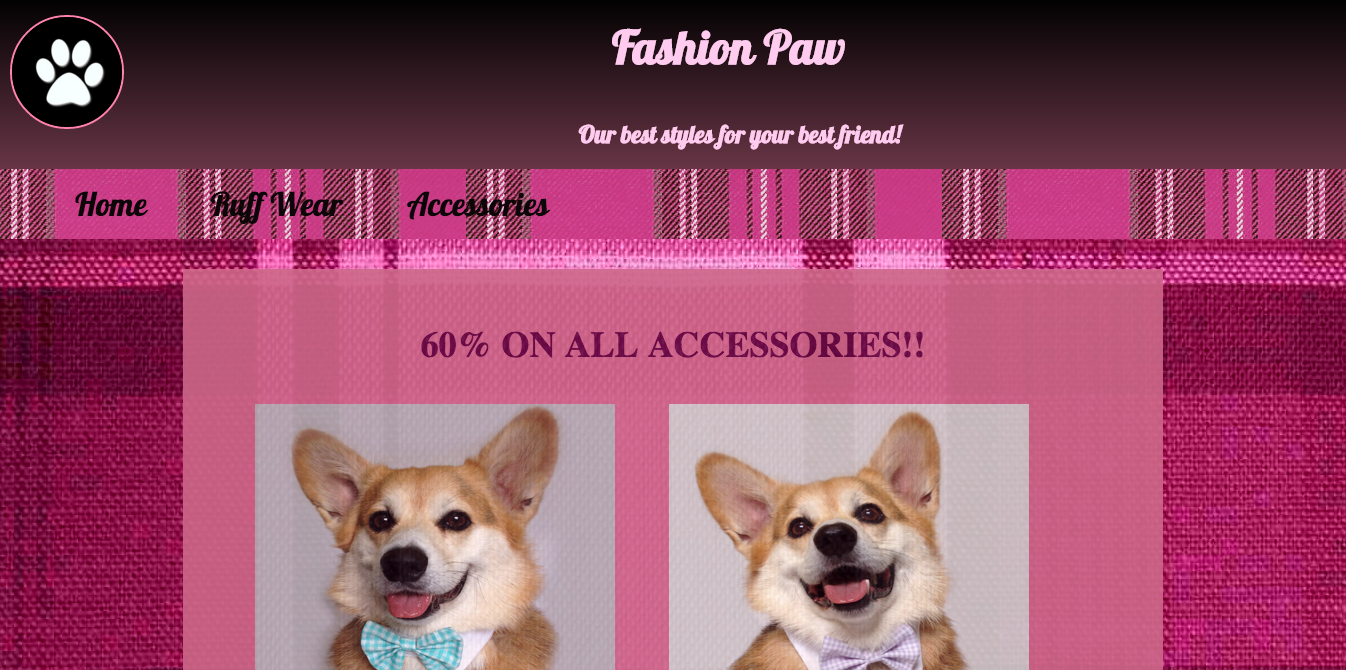 Fashion Paw
Our best styles for your best friend!
Home Ruff Wear Accessories
60% ON ALL ACCESSORIES!!